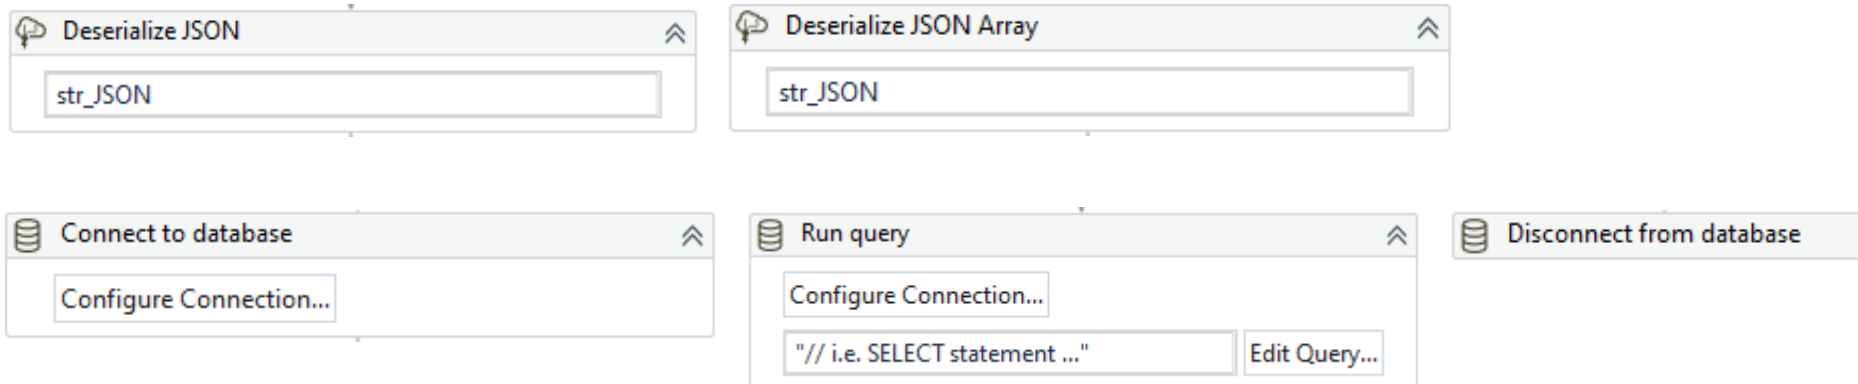 Deserialize JSON
str_JSON
Deserialize JSON Array
str_JSON
Connect to database
Configure Connection...
Run query
Configure Connection...
"// i.e. SELECT statement ..."
Edit Query...
Disconnect from database